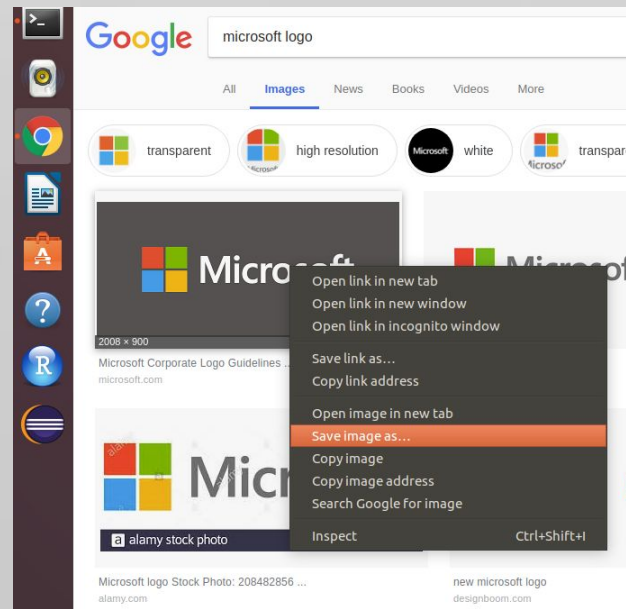 Google
microsoft logo
All Images News Books Videos More
transparent
high resolution
Microsoft
white
transpar
Microsoft
2008 × 900
Microsoft Corporate Logo Guidelines ...
microsoft.com
Open link in new tab
Open link in new window
Open link in incognito window
Save link as...
Copy link address
Open image in new tab
Save image as...
Copy image
Copy image address
Search Google for image
Inspect Ctrl+Shift+I
Micr
alamy
a alamy stock photo
Microsoft logo Stock Photo: 208482856 ...
alamy.com
new microsoft logo
designboom.com